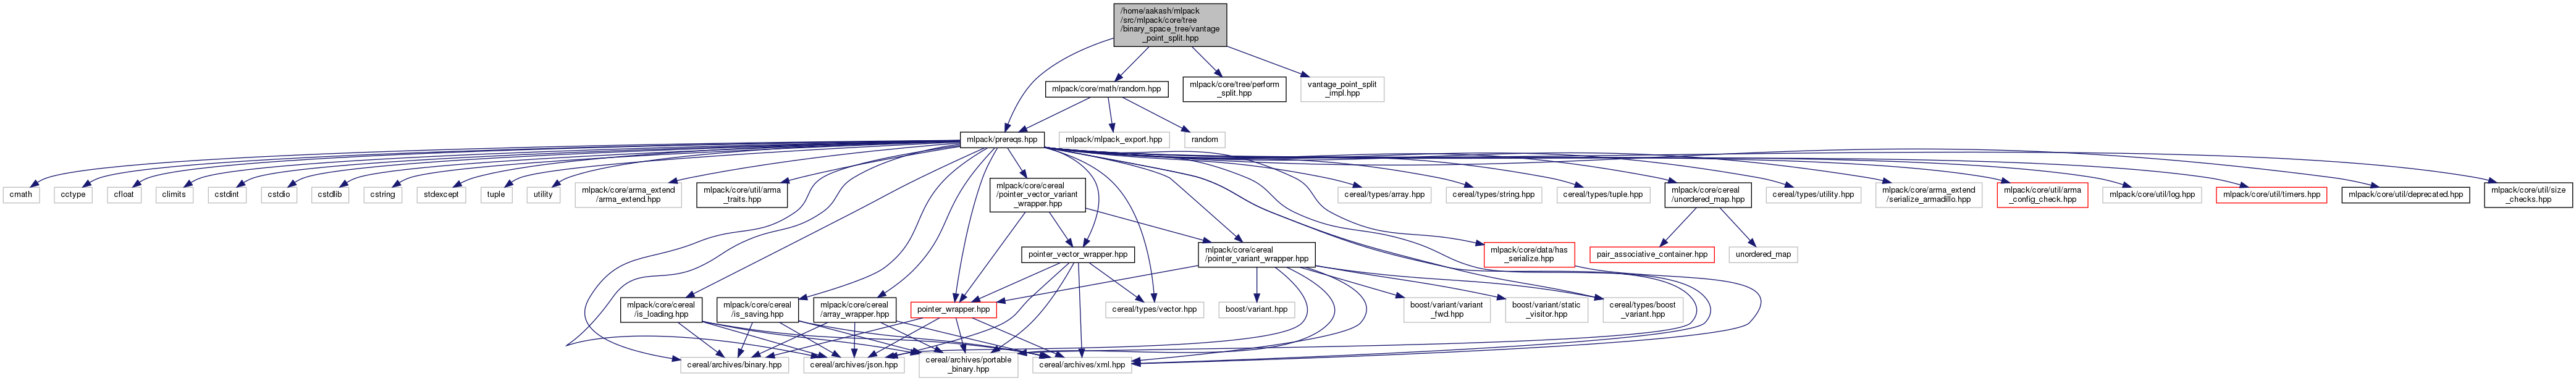 /home/aakash/mlpack
/src/mlpack/core/tree
/binary_space_tree/vantage
_point_split.hpp
mlpack/core/math/random.hpp
mlpack/core/tree/perform
_split.hpp
vantage_point_split
_impl.hpp
mlpack/prereqs.hpp
mlpack/mlpack_export.hpp
random
cmath
cctype
cfloat
climits
cstdint
cstdio
cstdlib
cstring
stdexcept
tuple
utility
mlpack/core/arma_extend
/arma_extend.hpp
mlpack/core/util/arma
_traits.hpp
mlpack/core/cereal
/pointer_vector_variant
_wrapper.hpp
cereal/types/array.hpp
cereal/types/string.hpp
cereal/types/tuple.hpp
mlpack/core/cereal
/unordered_map.hpp
cereal/types/utility.hpp
mlpack/core/arma_extend
/serialize_armadillo.hpp
mlpack/core/util/arma
_config_check.hpp
mlpack/core/util/log.hpp
mlpack/core/util/timers.hpp
mlpack/core/util/deprecated.hpp
mlpack/core/util/size
_checks.hpp
pointer_vector_wrapper.hpp
mlpack/core/cereal
/pointer_variant_wrapper.hpp
mlpack/core/data/has
_serialize.hpp
pair_associative_container.hpp
unordered_map
mlpack/core/cereal
/is_loading.hpp
mlpack/core/cereal
/is_saving.hpp
mlpack/core/cereal
/array_wrapper.hpp
pointer_wrapper.hpp
cereal/types/vector.hpp
boost/variant.hpp
boost/variant/variant
_fwd.hpp
boost/variant/static
_visitor.hpp
cereal/types/boost
_variant.hpp
cereal/archives/binary.hpp
cereal/archives/json.hpp
cereal/archives/portable
_binary.hpp
cereal/archives/xml.hpp